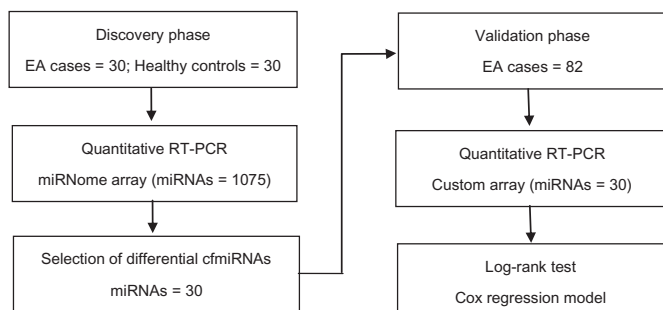 Discovery phase
EA cases = 30; Healthy controls = 30
Quantitative RT-PCR
miRNome array (miRNAs = 1075)
Selection of differential cfmiRNAs
miRNAs = 30
Validation phase
EA cases = 82
Quantitative RT-PCR
Custom array (miRNAs = 30)
Log-rank test
Cox regression model